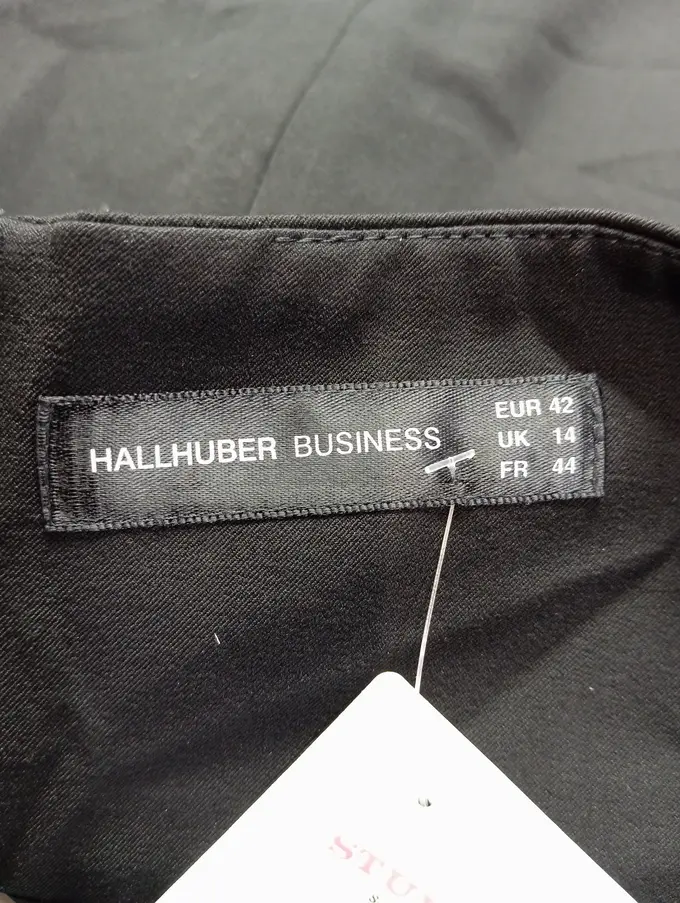 HALLHUBER BUSINESS
EUR 42
UK 14
FR 44